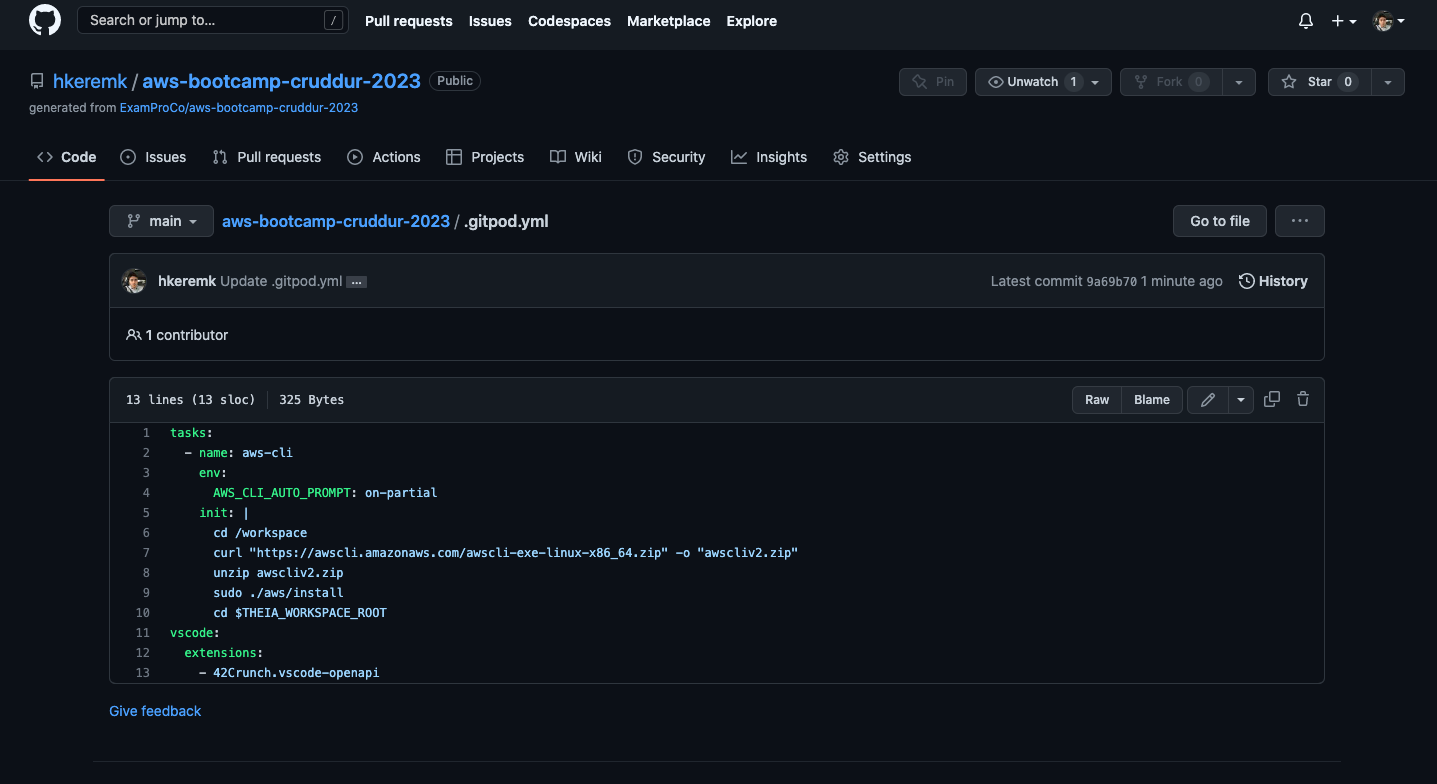 Search or jump to... /
Pull requests Issues Codespaces Marketplace Explore
hkeremk / aws-bootcamp-cruddur-2023 Public
Pin Unwatch 1 Fork 0 Star 0
generated from ExamProCo/aws-bootcamp-cruddur-2023
Code Issues Pull requests Actions Projects Wiki Security Insights Settings
main aws-bootcamp-cruddur-2023 / .gitpod.yml Go to file ...
hkeremk Update .gitpod.yml ... Latest commit 9a69b70 1 minute ago History
1 contributor
13 lines (13 sloc) 325 Bytes Raw Blame
1 tasks:
2   - name: aws-cli
3     env:
4       AWS_CLI_AUTO_PROMPT: on-partial
5     init: |
6       cd /workspace
7       curl "https://awscli.amazonaws.com/awscli-exe-linux-x86_64.zip" -o "awscliv2.zip"
8       unzip awscliv2.zip
9       sudo ./aws/install
10       cd $THEIA_WORKSPACE_ROOT
11 vscode:
12   extensions:
13     - 42Crunch.vscode-openapi
Give feedback